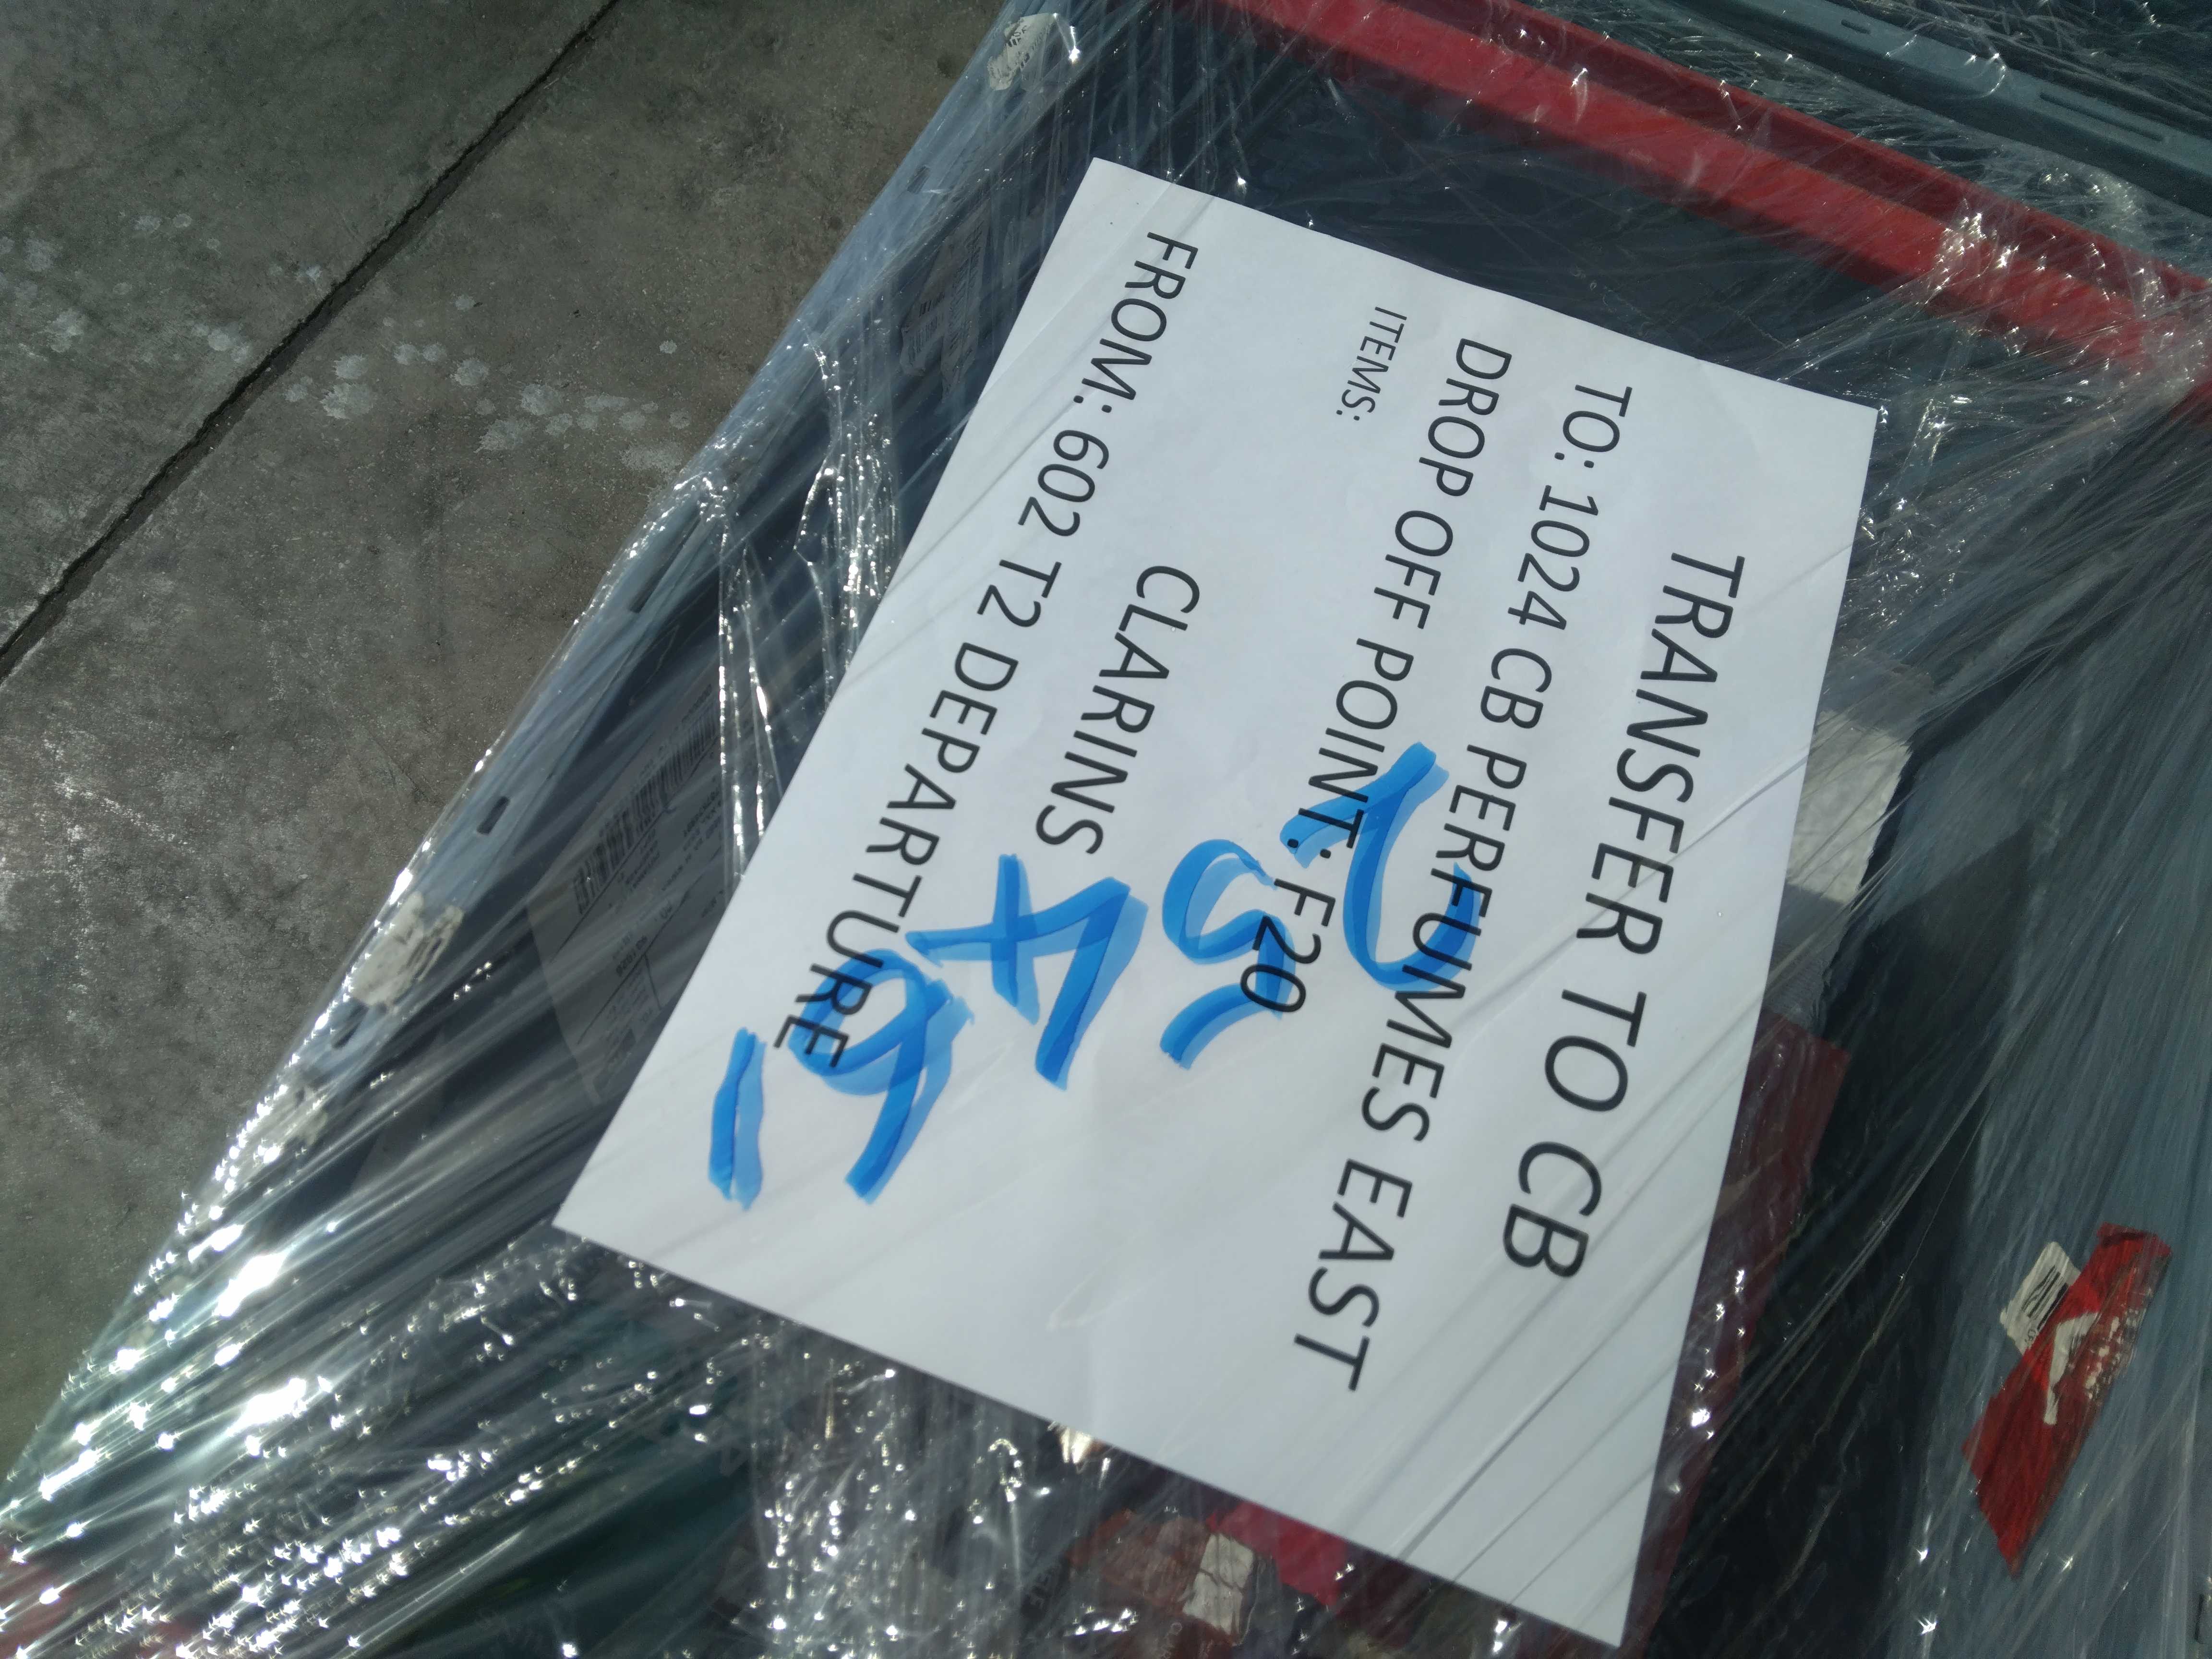 TRANSFER TO CB
TO: 1024 CB PERFUMES EAST
DROP OFF POINT: F20
ITEMS:
CLARINS
FROM: 602 T2 DEPARTURE